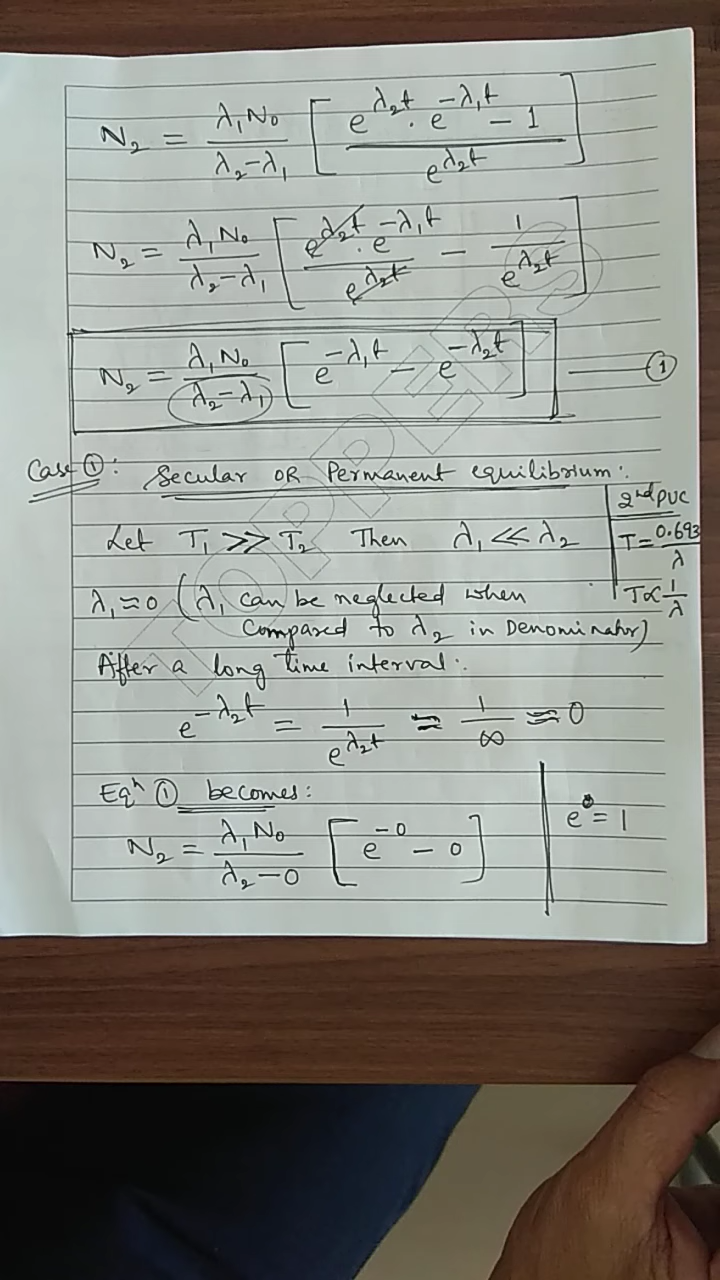 N₂ = λ₁N₀ / λ₂-λ₁ [ e^λ₂t . e^-λ₁t - 1 / e^λ₂t ]
N₂ = λ₁N₀ / λ₂-λ₁ [ e^λ₂t . e^-λ₁t / e^λ₂t - 1 / e^λ₂t ]
N₂ = λ₁N₀ / λ₂-λ₁ [ e^-λ₁t - e^-λ₂t ] — ①
Case ①: Secular OR Permanent equilibrium:.
Let T₁ >> T₂ Then λ₁ << λ₂
2nd PUC
T = 0.693 / λ
T ∝ 1 / λ
λ₁ ≈ 0 (λ₁ can be neglected when
Compared to λ₂ in Denominator)
After a long time interval:.
e^-λ₂t = 1 / e^λ₂t = 1 / ∞ ≈ 0
Eqⁿ ① becomes:
N₂ = λ₁N₀ / λ₂-0 [ e^-0 - 0 ]
e^0 = 1
TOPPERS